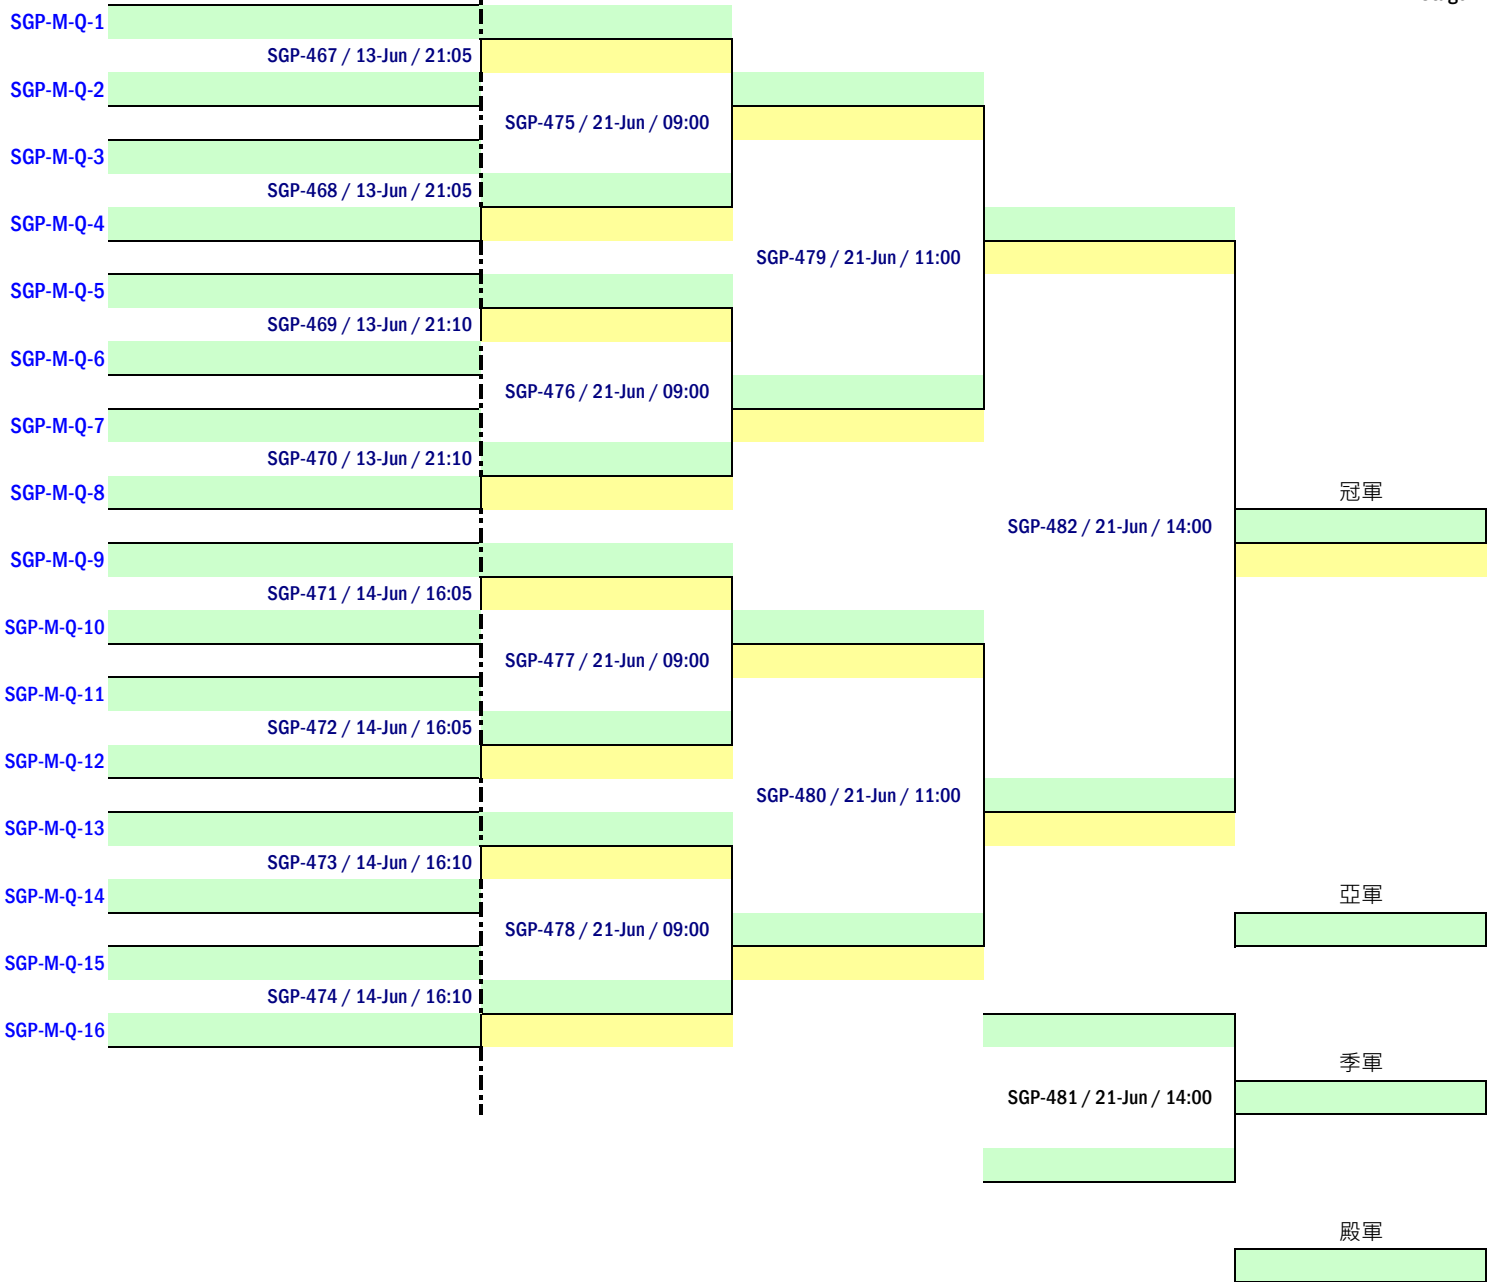 SGP-M-Q-1
SGP-467 / 13-Jun / 21:05
SGP-M-Q-2
SGP-475 / 21-Jun / 09:00
SGP-M-Q-3
SGP-468 / 13-Jun / 21:05
SGP-M-Q-4
SGP-479 / 21-Jun / 11:00
SGP-M-Q-5
SGP-469 / 13-Jun / 21:10
SGP-M-Q-6
SGP-476 / 21-Jun / 09:00
SGP-M-Q-7
SGP-470 / 13-Jun / 21:10
SGP-M-Q-8
冠軍
SGP-482 / 21-Jun / 14:00
SGP-M-Q-9
SGP-471 / 14-Jun / 16:05
SGP-M-Q-10
SGP-477 / 21-Jun / 09:00
SGP-M-Q-11
SGP-472 / 14-Jun / 16:05
SGP-M-Q-12
SGP-480 / 21-Jun / 11:00
SGP-M-Q-13
SGP-473 / 14-Jun / 16:10
SGP-M-Q-14
亞軍
SGP-478 / 21-Jun / 09:00
SGP-M-Q-15
SGP-474 / 14-Jun / 16:10
SGP-M-Q-16
季軍
SGP-481 / 21-Jun / 14:00
殿軍